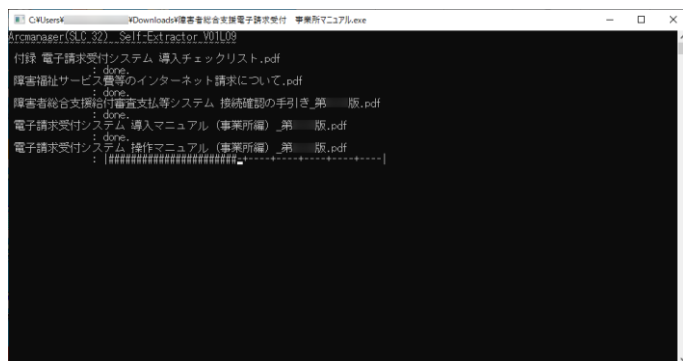 C:¥Users¥ ¥Downloads¥障害者総合支援電子請求受付 事業所マニュアル.exe
Arcmanager(SLC 32) Self-Extractor V01L09
付録 電子請求受付システム 導入チェックリスト.pdf
: done.
障害福祉サービス費等のインターネット請求について.pdf
: done.
障害者総合支援給付審査支払等システム 接続確認の手引き_第 版.pdf
: done.
電子請求受付システム 導入マニュアル（事業所編）_第 版.pdf
: done.
電子請求受付システム 操作マニュアル（事業所編）_第 版.pdf
: |#######################-+----+----+----+----+----|